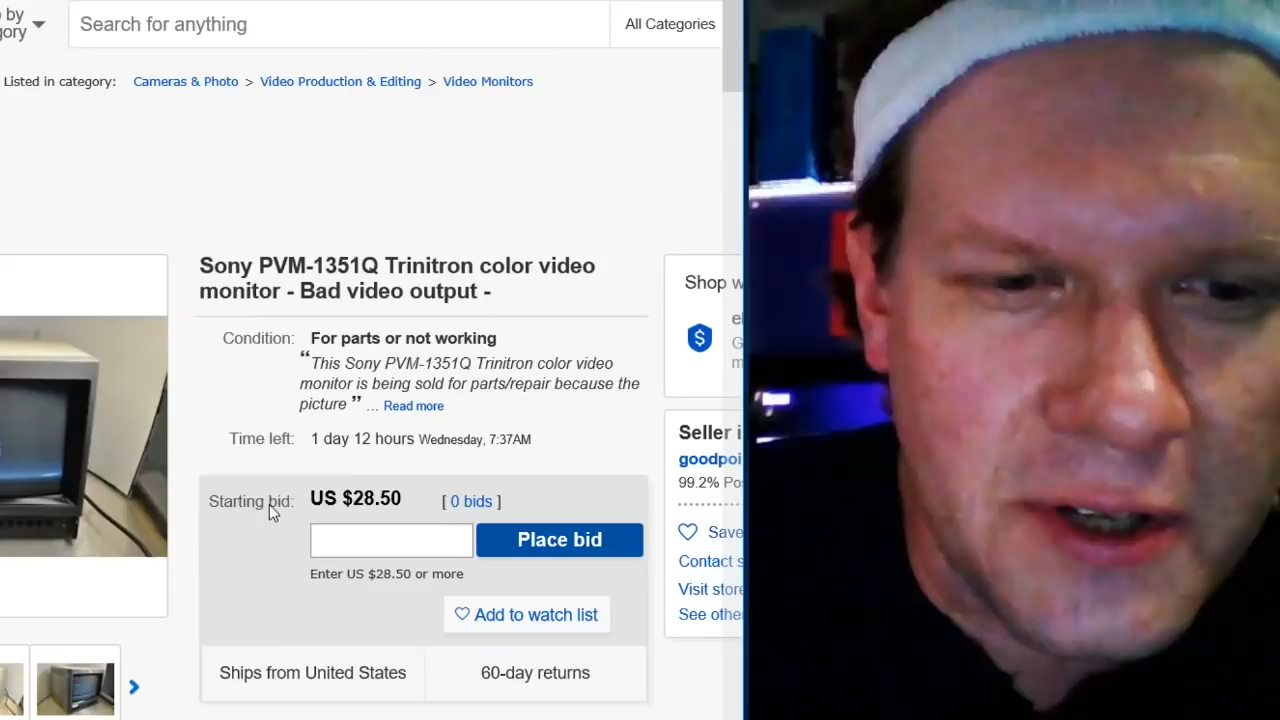 by
gory
Search for anything
All Categories
Listed in category: Cameras & Photo > Video Production & Editing > Video Monitors
Sony PVM-1351Q Trinitron color video
monitor - Bad video output -
Condition: For parts or not working
“This Sony PVM-1351Q Trinitron color video
monitor is being sold for parts/repair because the
picture ” ... Read more
Time left: 1 day 12 hours Wednesday, 7:37AM
Starting bid: US $28.50 [ 0 bids ]
Place bid
Enter US $28.50 or more
Add to watch list
Ships from United States
60-day returns
Shop w
$
Seller i
goodpoi
99.2% Pos
Save
Contact s
Visit store
See othe